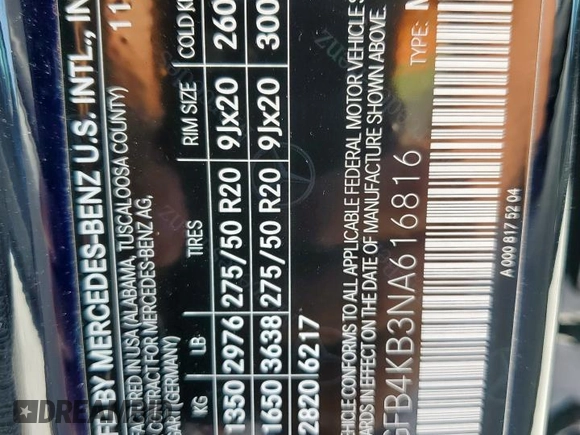 BY MERCEDES-BENZ U.S. INTL., IN
RED IN USA (ALABAMA, TUSCALOOSA COUNTY) 11
CONTRACT FOR MERCEDES-BENZ AG,
GART (GERMANY)
KG LB TIRES RIM SIZE COLD K
1350 2976 275/50 R20 9Jx20 260
1650 3638 275/50 R20 9Jx20 300
2820 6217
VEHICLE CONFORMS TO ALL APPLICABLE FEDERAL MOTOR VEHICLE S
ARDS IN EFFECT ON THE DATE OF MANUFACTURE SHOWN ABOVE.
GFB4KB3NA616816 TYPE: M
A 000 817 52 04